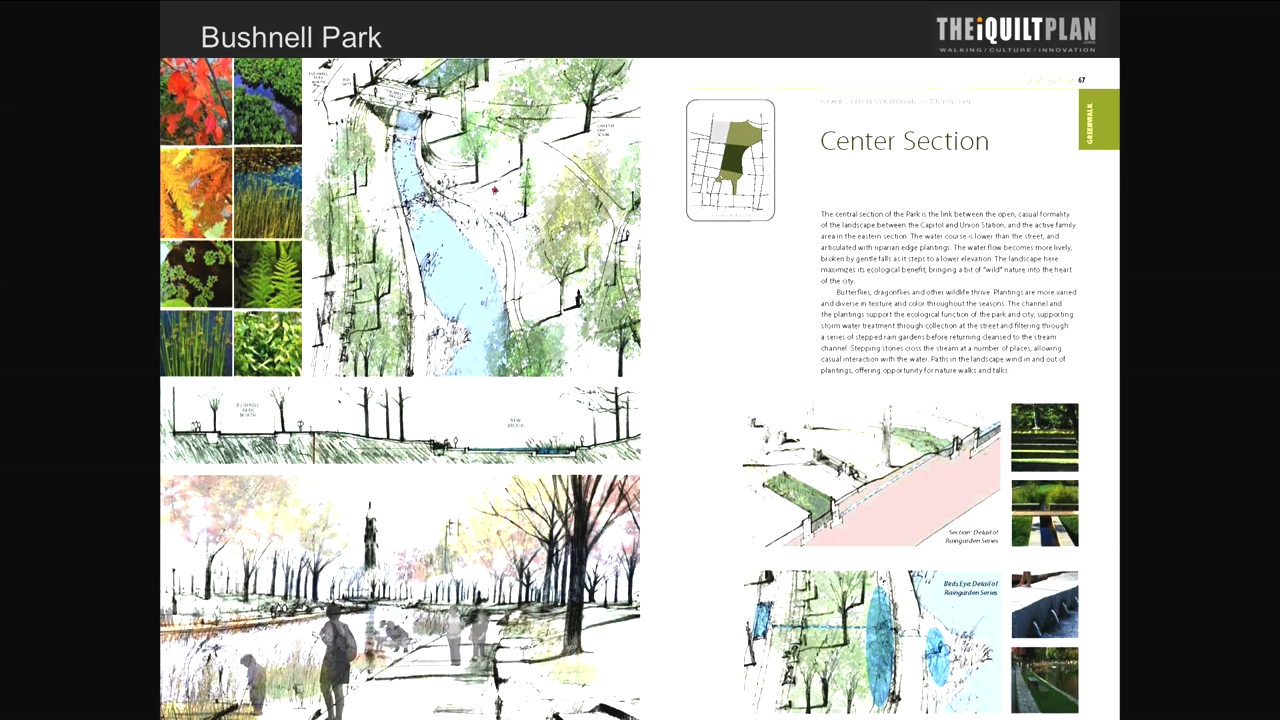 Bushnell Park
THE iQUILT PLAN
WALKING / CULTURE / INNOVATION
67
GREENWALK
Center Section
The central section of the Park is the link between the open, casual formality
of the landscape between the Capitol and Union Station, and the active family
area in the eastern section. The water course is lower than the street, and
articulated with riparian edge plantings. The water flow becomes more lively,
broken by gentle falls as it steps to a lower elevation. The landscape here
maximizes its ecological benefit, bringing a bit of "wild" nature into the heart
of the city.
Butterflies, dragonflies and other wildlife thrive. Plantings are more varied
and diverse in texture and color throughout the seasons. The channel and
the plantings support the ecological function of the park and city, supporting
storm water treatment through collection at the street and filtering through
a series of stepped rain gardens before returning cleansed to the stream
channel. Stepping stones cross the stream at a number of places, allowing
casual interaction with the water. Paths in the landscape wind in and out of
plantings, offering opportunity for nature walks and talks.
BUSHNELL
PARK
NORTH
NEW
BROOK
Section: Detail of
Raingarden Series
Birds Eye: Detail of
Raingarden Series